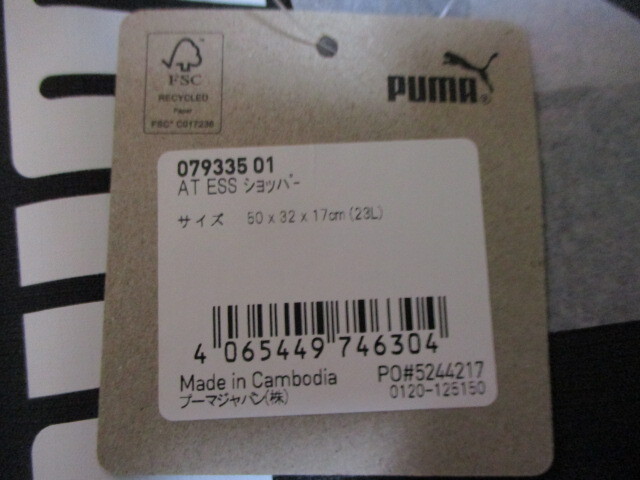 FSC
RECYCLED
Paper
FSC® C017236
PUMA®
079335 01
AT ESS ショッパー
サイズ 50 x 32 x 17cm (23L)
4 065449 746304
Made in Cambodia
PO#5244217
プーマジャパン(株)
0120-125150